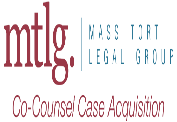 mtlg.
MASS TORT
LEGAL GROUP
Co-Counsel Case Acquisition